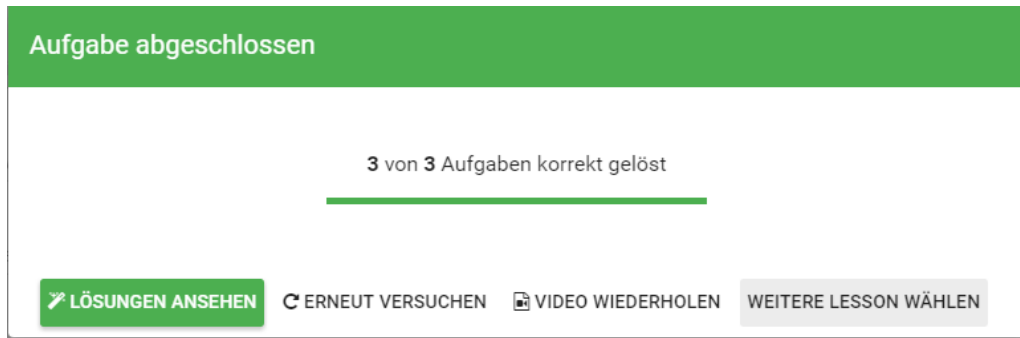 Aufgabe abgeschlossen
3 von 3 Aufgaben korrekt gelöst
LÖSUNGEN ANSEHEN ERNEUT VERSUCHEN VIDEO WIEDERHOLEN WEITERE LESSON WÄHLEN